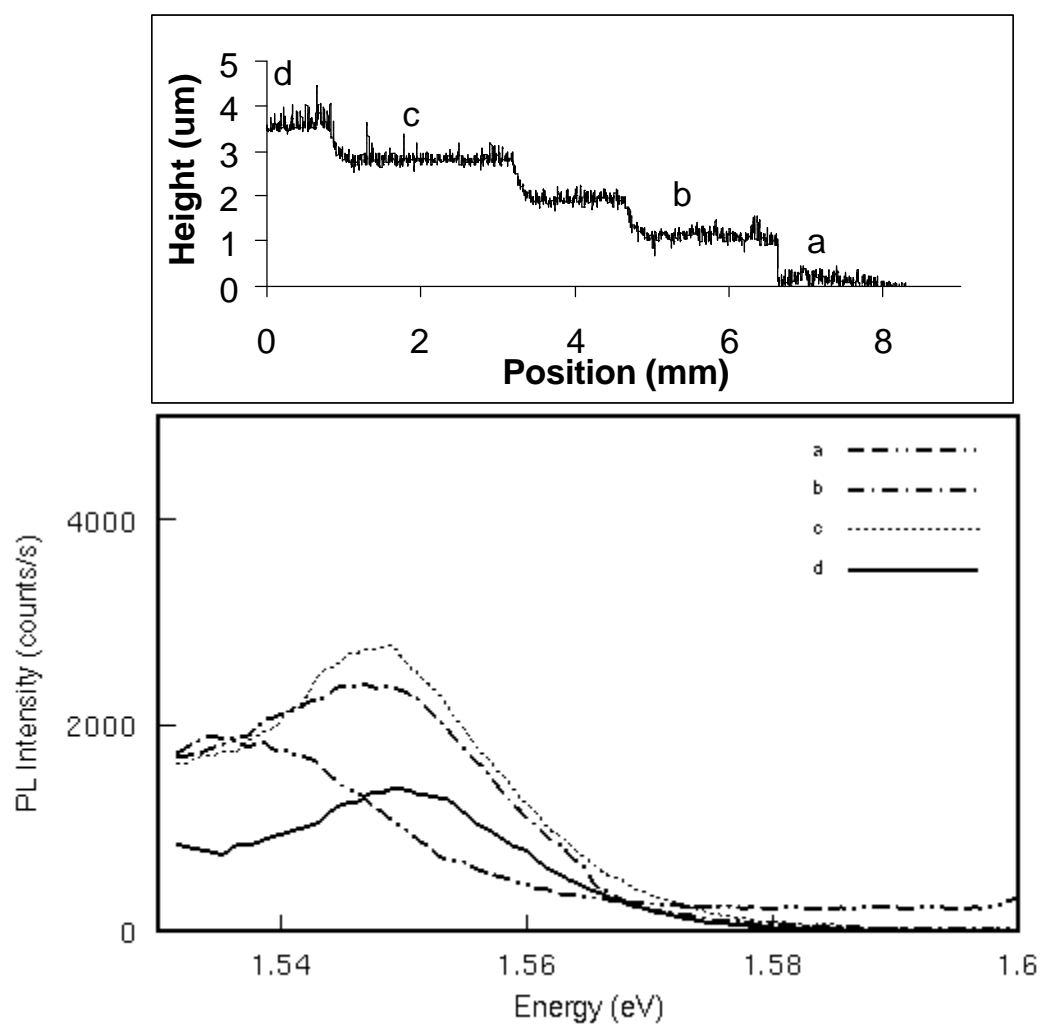 5
d
4
c
3
2
b
1
a
0
Height (um)
0 2 4 6 8
Position (mm)
a
b
c
d
4000
2000
0
PL Intensity (counts/s)
1.54 1.56 1.58 1.6
Energy (eV)